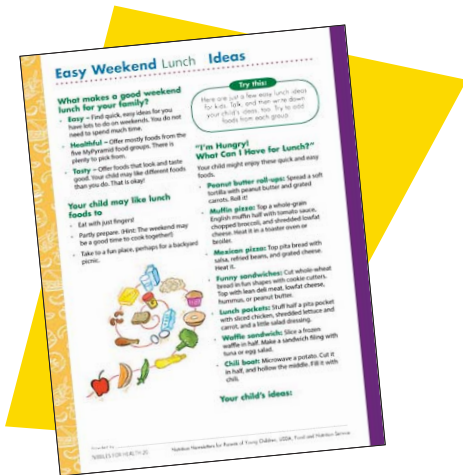 Easy Weekend Lunch Ideas
What makes a good weekend
lunch for your family?
• Easy – Find quick, easy ideas for you
have lots to do on weekends. You do not
need to spend much time.
• Healthful – Offer mostly foods from the
five MyPyramid food groups. There is
plenty to pick from.
• Tasty – Offer foods that look and taste
good. Your child may like different foods
than you do. That is okay!
Your child may like lunch
foods to
• Eat with just fingers!
• Partly prepare. (Hint: The weekend may
be a good time to cook together!)
• Take to a fun place, perhaps for a backyard
picnic.
Try this:
Here are just a few easy lunch ideas
for kids. Talk, and then write down
your child's ideas, too. Try to add
foods from each group.
"I'm Hungry!
What Can I Have for Lunch?"
Your child might enjoy these quick and easy
foods.
• Peanut butter roll-ups: Spread a soft
tortilla with peanut butter and grated
carrots. Roll it!
• Muffin pizza: Top a whole-grain
English muffin half with tomato sauce,
chopped broccoli, and shredded lowfat
cheese. Heat it in a toaster oven or
broiler.
• Mexican pizza: Top pita bread with
salsa, refried beans, and grated cheese.
Heat it.
• Funny sandwiches: Cut whole-wheat
bread in fun shapes with cookie cutters.
Top with lean deli meat, lowfat cheese,
hummus, or peanut butter.
• Lunch pockets: Stuff half a pita pocket
with sliced chicken, shredded lettuce and
carrot, and a little salad dressing.
• Waffle sandwich: Slice a frozen
waffle in half. Make a sandwich filing with
tuna or egg salad.
• Chili boat: Microwave a potato. Cut it
in half, and hollow the middle. Fill it with
chili.
Your child's ideas:
NIBBLES FOR HEALTH 20
Nutrition Newsletters for Parents of Young Children, USDA, Food and Nutrition Service